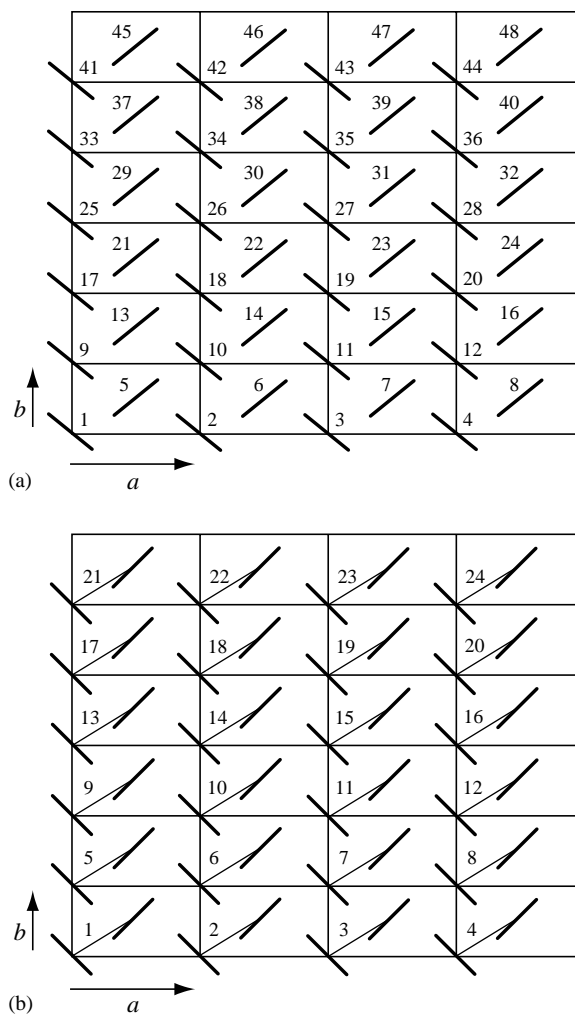 45 46 47 48
41 42 43 44
37 38 39 40
33 34 35 36
29 30 31 32
25 26 27 28
21 22 23 24
17 18 19 20
13 14 15 16
9 10 11 12
5 6 7 8
b
1 2 3 4
(a)
a
21 22 23 24
17 18 19 20
13 14 15 16
9 10 11 12
5 6 7 8
b
1 2 3 4
(b)
a